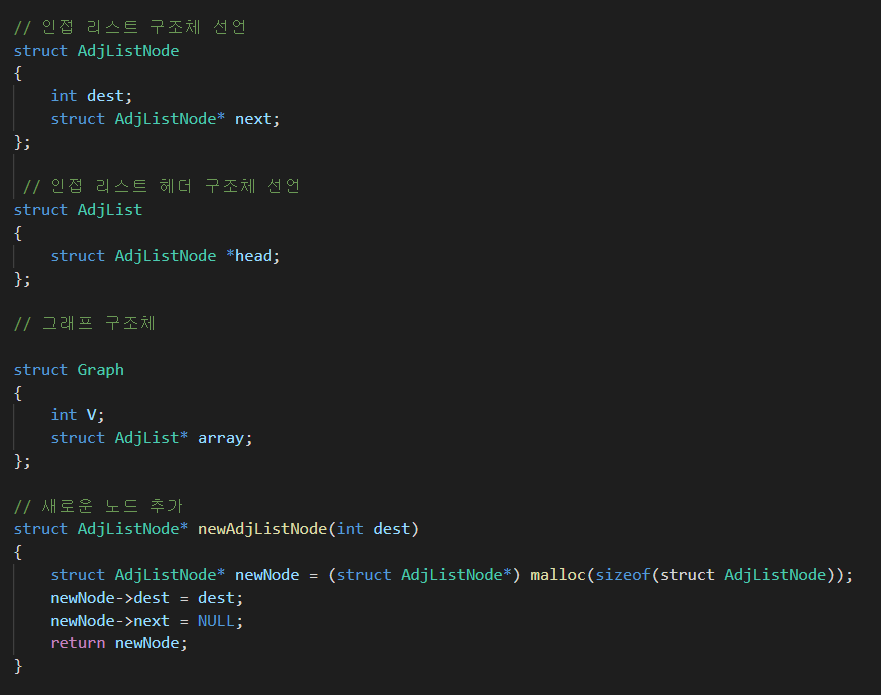 // 인접 리스트 구조체 선언
struct AdjListNode
{
    int dest;
    struct AdjListNode* next;
};
// 인접 리스트 헤더 구조체 선언
struct AdjList
{
    struct AdjListNode *head;
};
// 그래프 구조체
struct Graph
{
    int V;
    struct AdjList* array;
};
// 새로운 노드 추가
struct AdjListNode* newAdjListNode(int dest)
{
    struct AdjListNode* newNode = (struct AdjListNode*) malloc(sizeof(struct AdjListNode));
    newNode->dest = dest;
    newNode->next = NULL;
    return newNode;
}